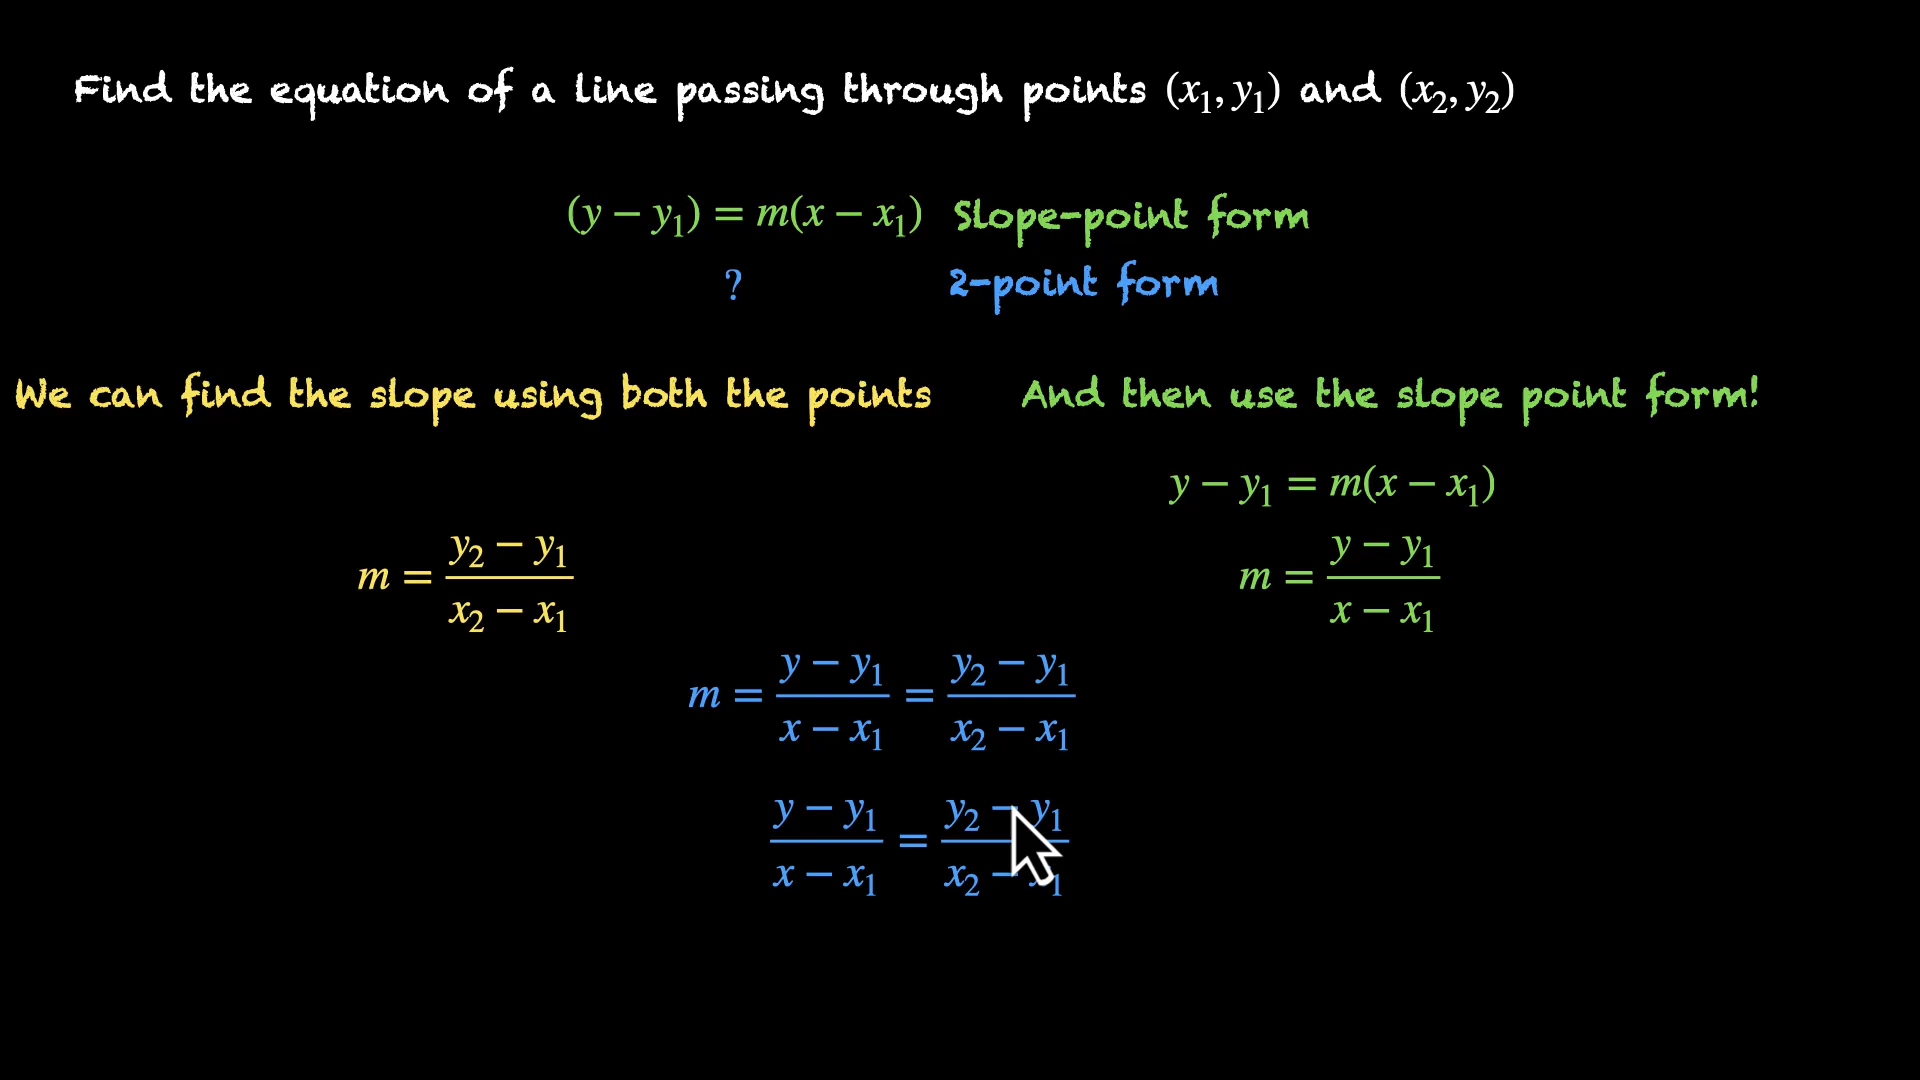 Find the equation of a line passing through points (x₁, y₁) and (x₂, y₂)
(y − y₁) = m(x − x₁) Slope-point form
? 2-point form
We can find the slope using both the points And then use the slope point form!
y − y₁ = m(x − x₁)
m = (y₂ − y₁)/(x₂ − x₁) m = (y − y₁)/(x − x₁)
m = (y − y₁)/(x − x₁) = (y₂ − y₁)/(x₂ − x₁)
(y − y₁)/(x − x₁) = (y₂ − y₁)/(x₂ − x₁)